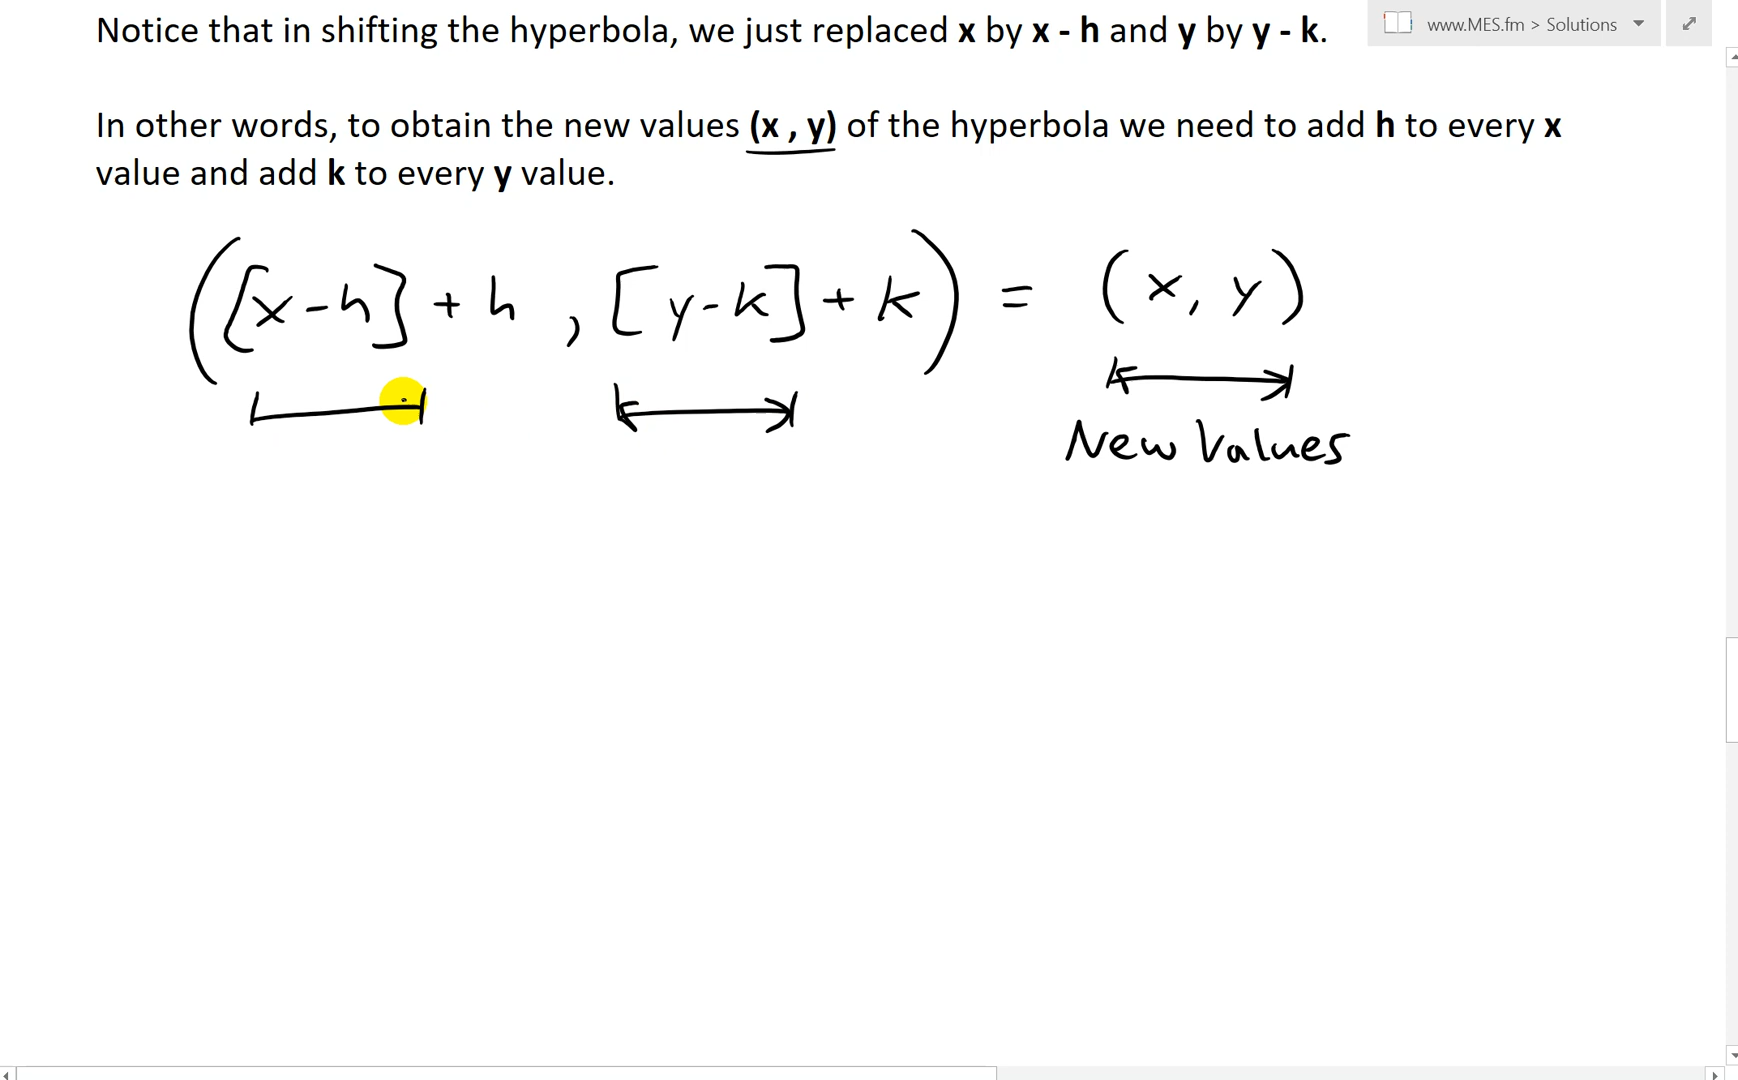 Notice that in shifting the hyperbola, we just replaced x by x - h and y by y - k.
www.MES.fm > Solutions
In other words, to obtain the new values (x , y) of the hyperbola we need to add h to every x
value and add k to every y value.
([x-h]+h , [y-k]+k) = (x, y)
New Values